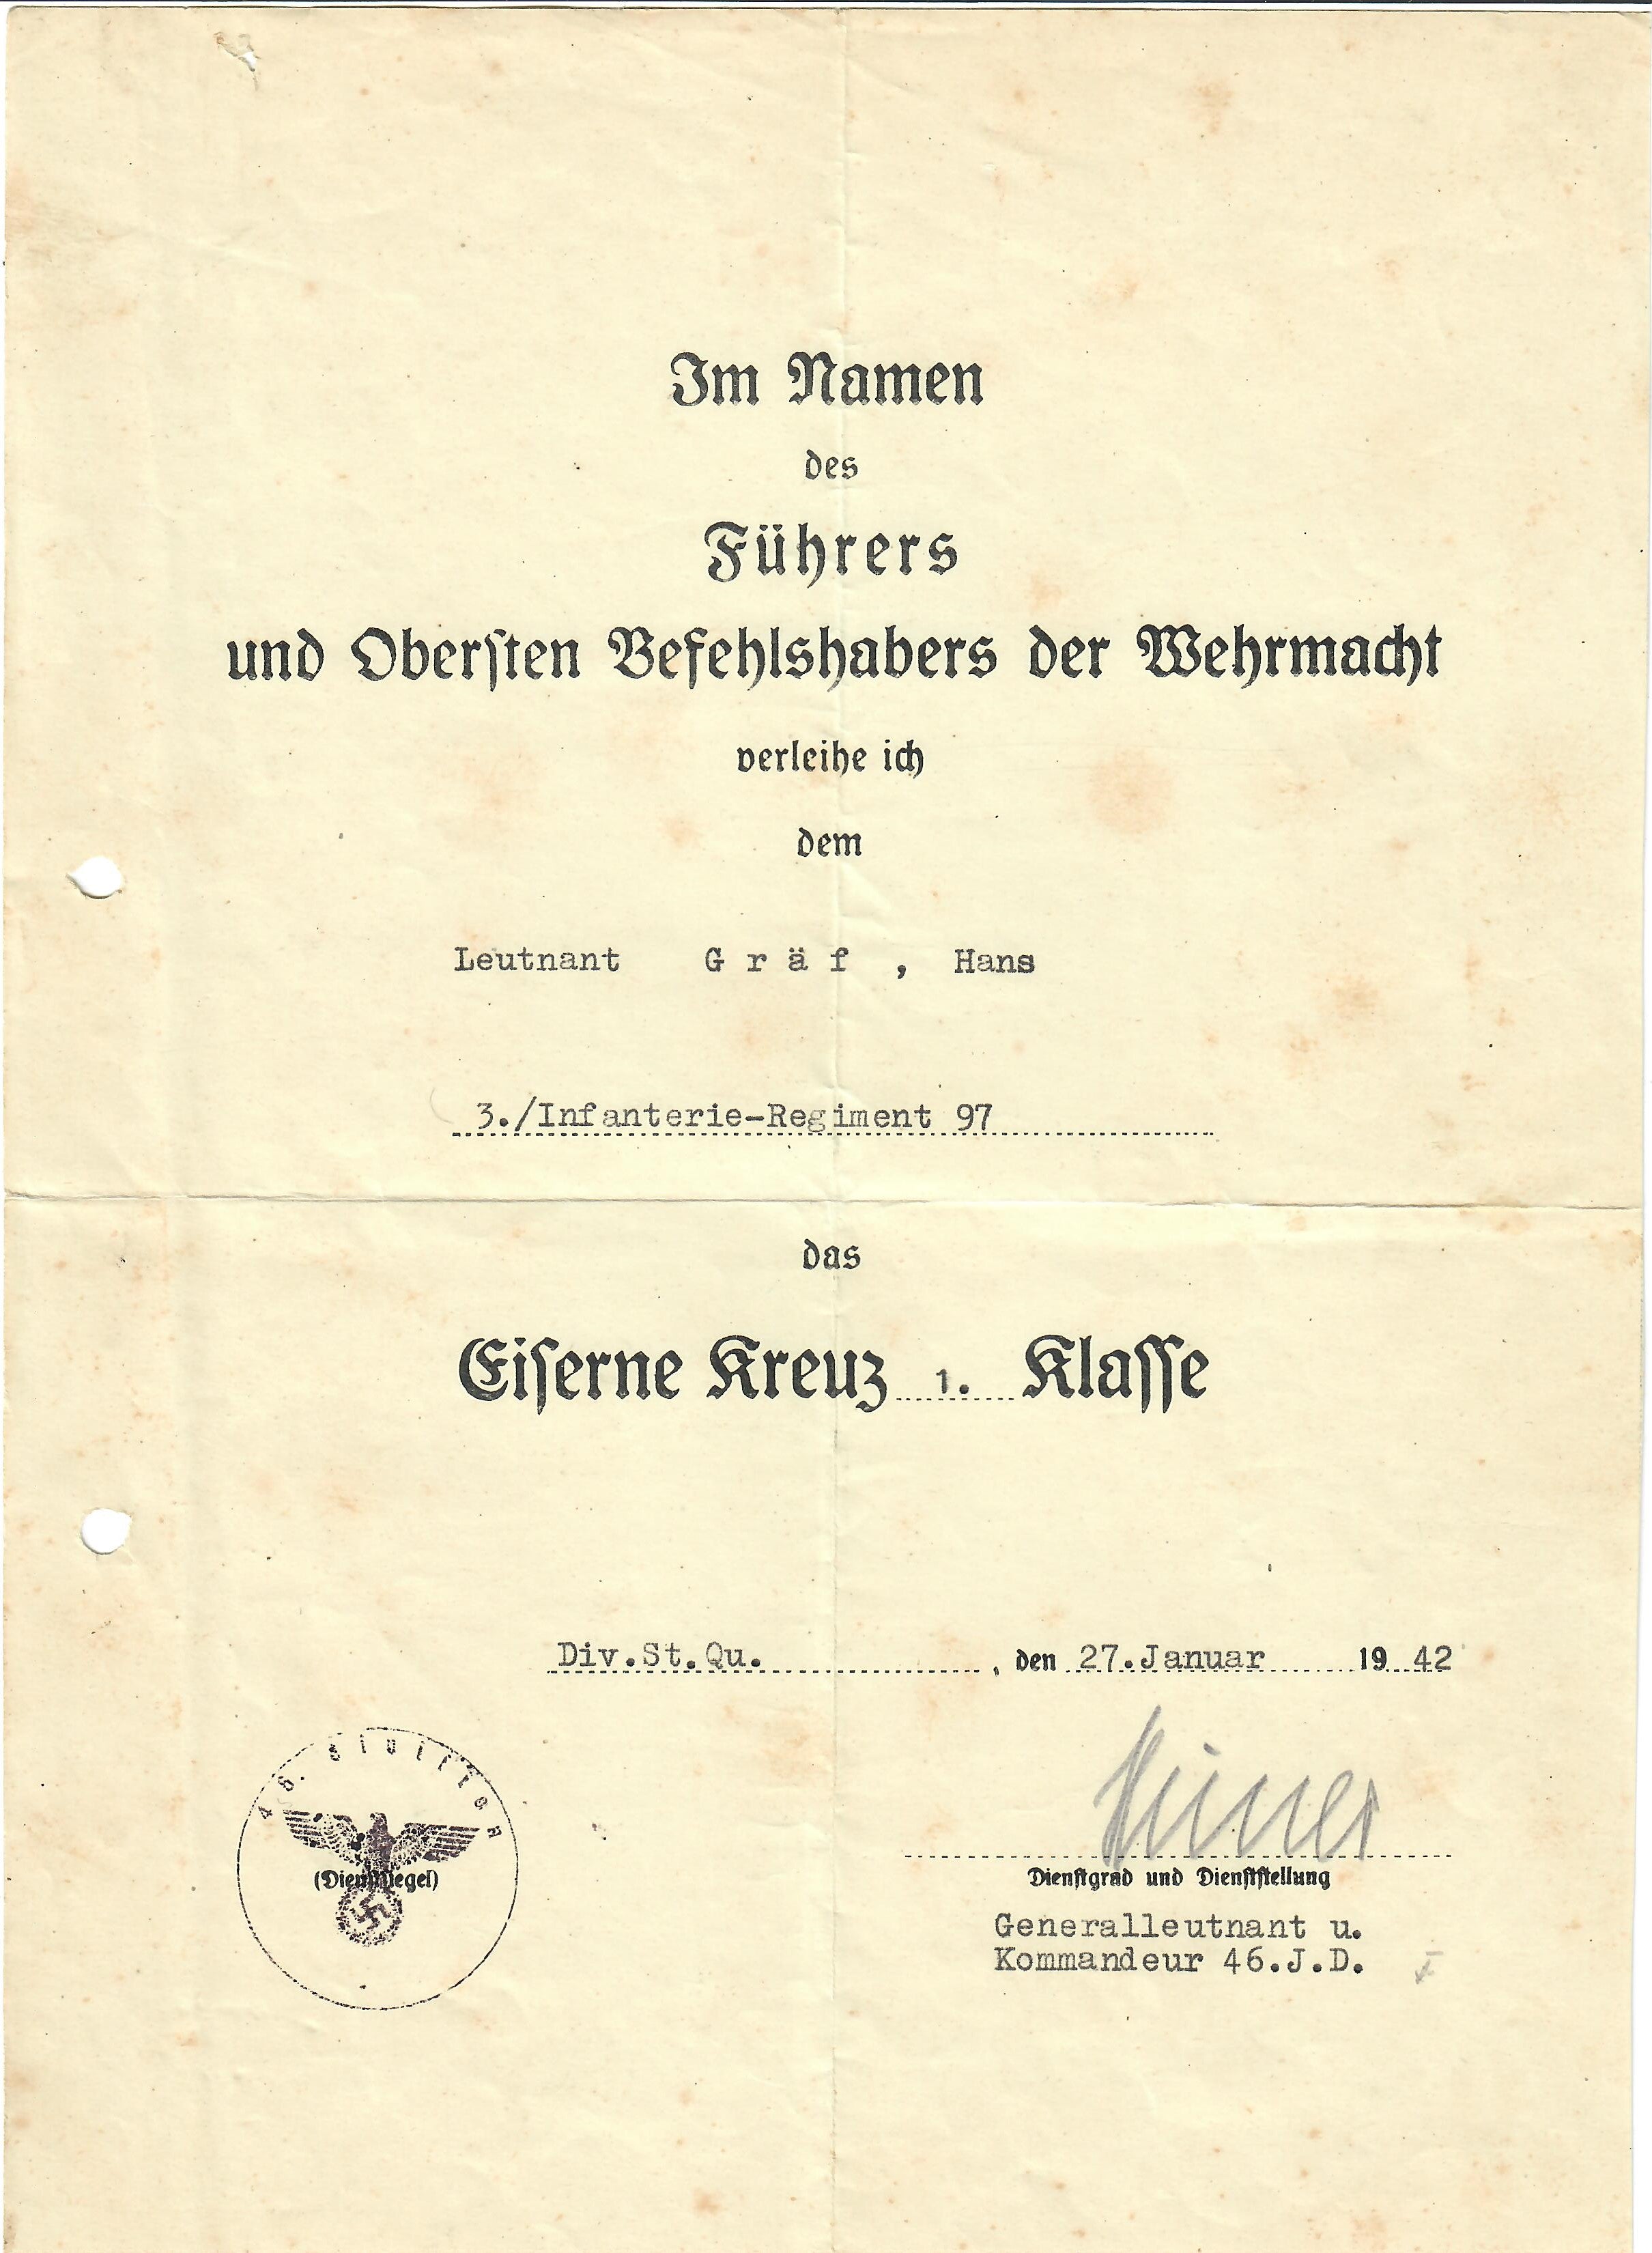 Im Namen
des
Führers
und Obersten Befehlshabers der Wehrmacht
verleihe ich
dem
Leutnant Gräf, Hans
3./Infanterie-Regiment 97
das
Eiserne Kreuz 1. Klasse
Div.St.Qu. , den 27.Januar 19 42
(Dienstsiegel)
Dienstgrad und Dienststellung
Generalleutnant u.
Kommandeur 46.J.D.